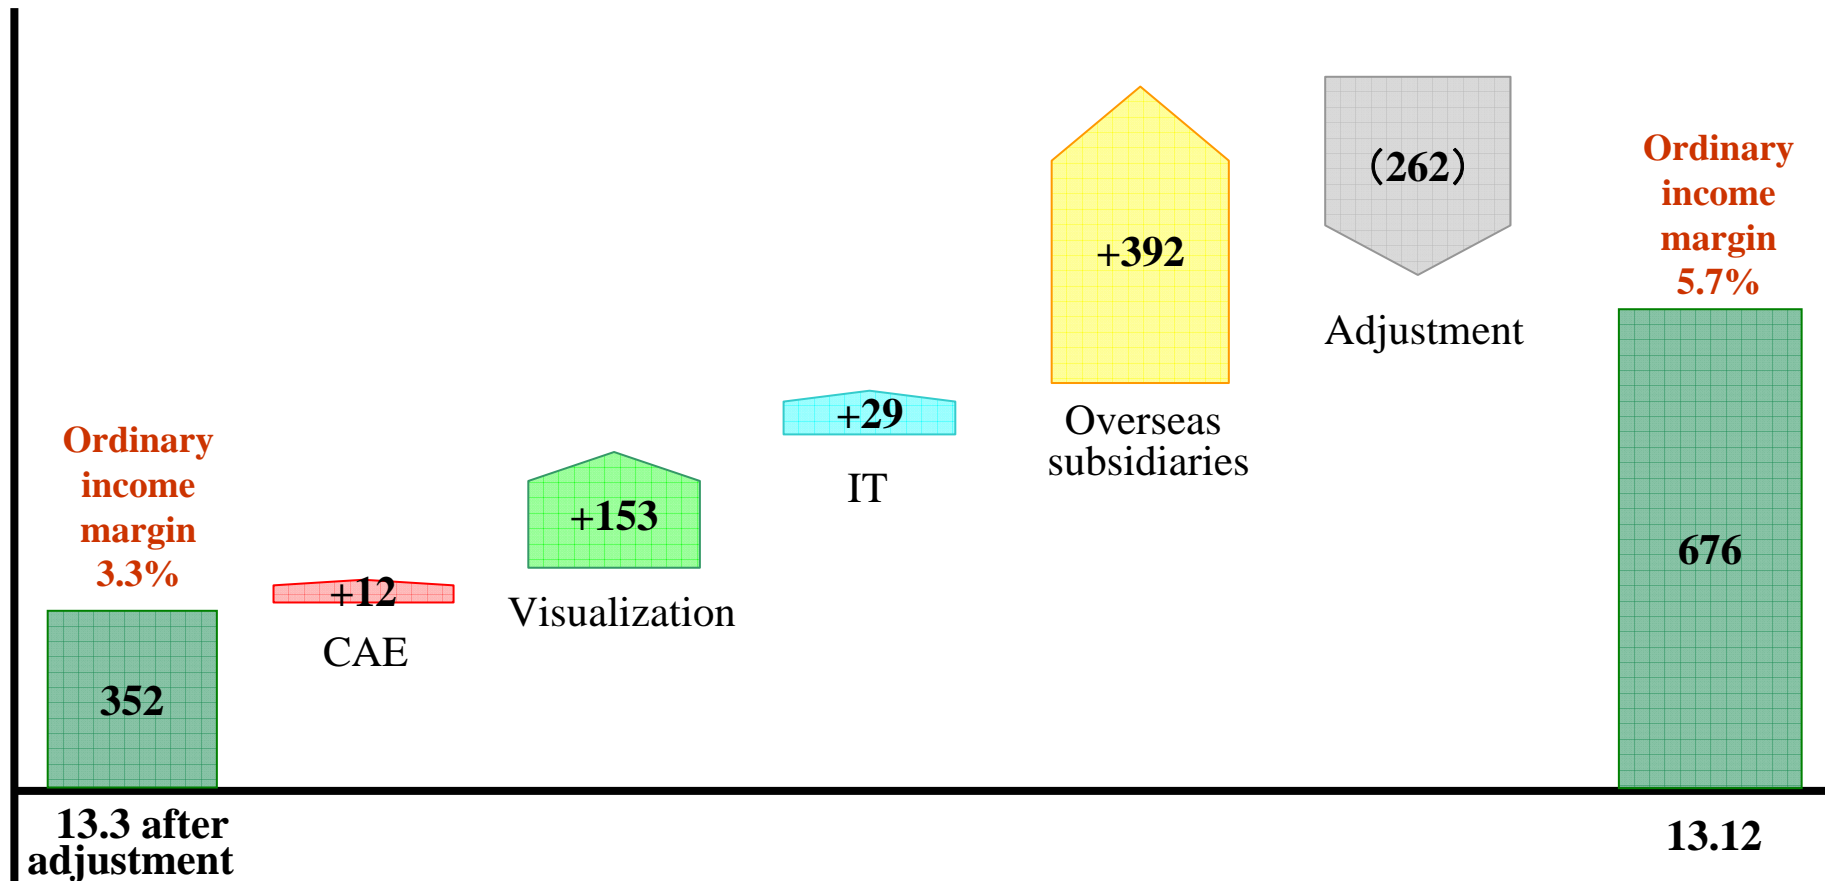 Ordinary
income
margin
3.3%
352
13.3 after
adjustment
+12
CAE
+153
Visualization
+29
IT
+392
Overseas
subsidiaries
(262)
Adjustment
Ordinary
income
margin
5.7%
676
13.12